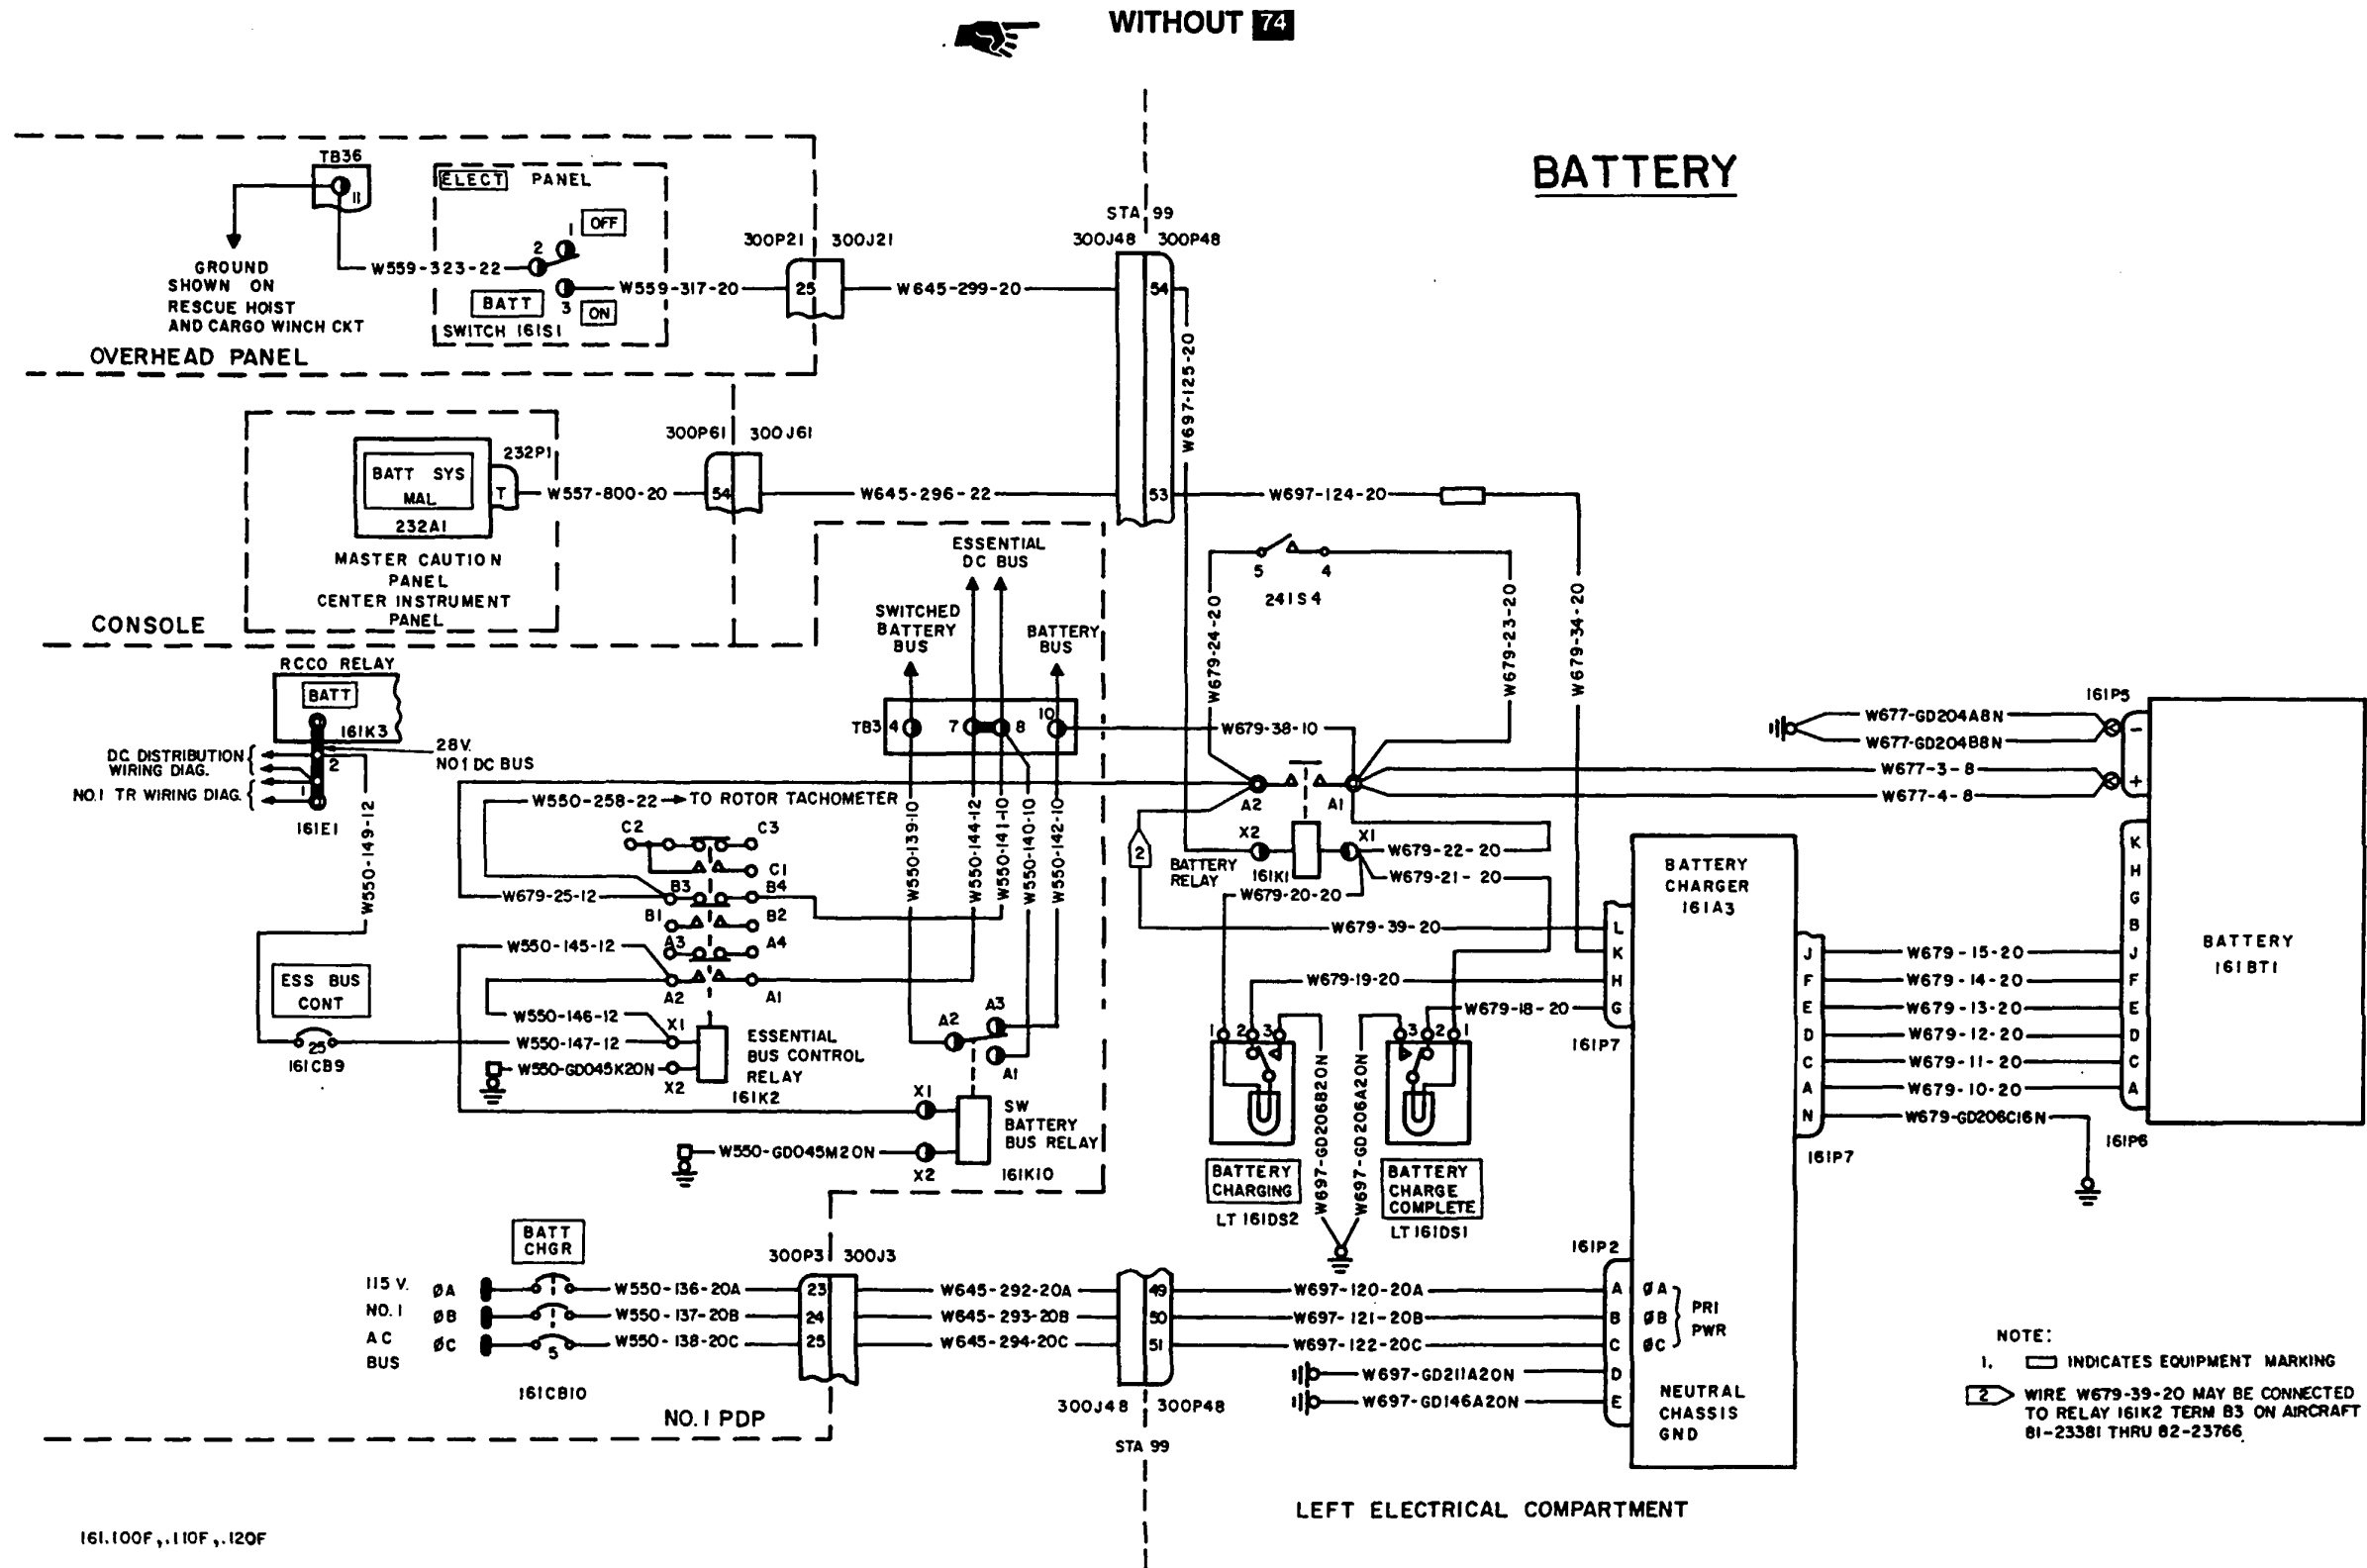 WITHOUT 74
BATTERY
TB36
11
GROUND
SHOWN ON
RESCUE HOIST
AND CARGO WINCH CKT
OVERHEAD PANEL
ELECT PANEL
1
OFF
2
W559-323-22
BATT
3
ON
SWITCH 161S1
W559-317-20
300P21
300J21
25
W645-299-20
STA 99
300J48
300P48
54
W697-125-20
232P1
BATT SYS
MAL
T
232A1
W557-800-20
300P61
300J61
54
W645-296-22
53
W697-124-20
MASTER CAUTION
PANEL
CENTER INSTRUMENT
PANEL
CONSOLE
ESSENTIAL
DC BUS
SWITCHED
BATTERY
BUS
BATTERY
BUS
5
4
241S4
W679-24-20
W679-23-20
W679-34-20
RCCO RELAY
BATT
161K3
DC DISTRIBUTION
WIRING DIAG.
NO.1 TR WIRING DIAG.
2
1
28V.
NO1 DC BUS
161E1
W550-149-12
TB3
4
7
8
10
W679-38-10
W550-258-22
TO ROTOR TACHOMETER
C2
C3
C1
B3
B4
W679-25-12
B1
B2
A3
A4
W550-145-12
A2
A1
W550-146-12
X1
W550-147-12
W550-GD045K20N
X2
ESSENTIAL
BUS CONTROL
RELAY
161K2
ESS BUS
CONT
25
161CB9
W550-139-10
W550-144-12
W550-141-10
W550-140-10
W550-142-10
A2
A3
A1
X1
SW
BATTERY
BUS RELAY
W550-GD045M20N
X2
161K10
A2
A1
2
X2
X1
BATTERY
RELAY
161K1
W679-22-20
W679-21-20
W679-20-20
W679-39-20
W679-19-20
W679-18-20
1
2
3
3
2
1
W697-GD206B20N
W697-GD206A20N
BATTERY
CHARGING
LT 161DS2
BATTERY
CHARGE
COMPLETE
LT 161DS1
BATTERY
CHARGER
161A3
L
K
H
G
161P7
J
F
E
D
C
A
N
161P7
W679-15-20
W679-14-20
W679-13-20
W679-12-20
W679-11-20
W679-10-20
W679-GD206C16N
161P5
W677-GD204A8N
W677-GD204B8N
W677-3-8
W677-4-8
-
+
K
H
G
B
J
F
E
D
C
A
161P6
BATTERY
161BT1
BATT
CHGR
115 V.
NO.1
AC
BUS
ØA
ØB
ØC
5
161CB10
W550-136-20A
W550-137-20B
W550-138-20C
300P3
300J3
23
24
25
NO.1 PDP
W645-292-20A
W645-293-20B
W645-294-20C
49
50
51
300J48
300P48
STA 99
W697-120-20A
W697-121-20B
W697-122-20C
W697-GD211A20N
W697-GD146A20N
161P2
A
B
C
D
E
ØA
ØB
ØC
PRI
PWR
NEUTRAL
CHASSIS
GND
NOTE:
1. INDICATES EQUIPMENT MARKING
2 WIRE W679-39-20 MAY BE CONNECTED
TO RELAY 161K2 TERM B3 ON AIRCRAFT
81-23381 THRU 82-23766
LEFT ELECTRICAL COMPARTMENT
161.100F,.110F,.120F